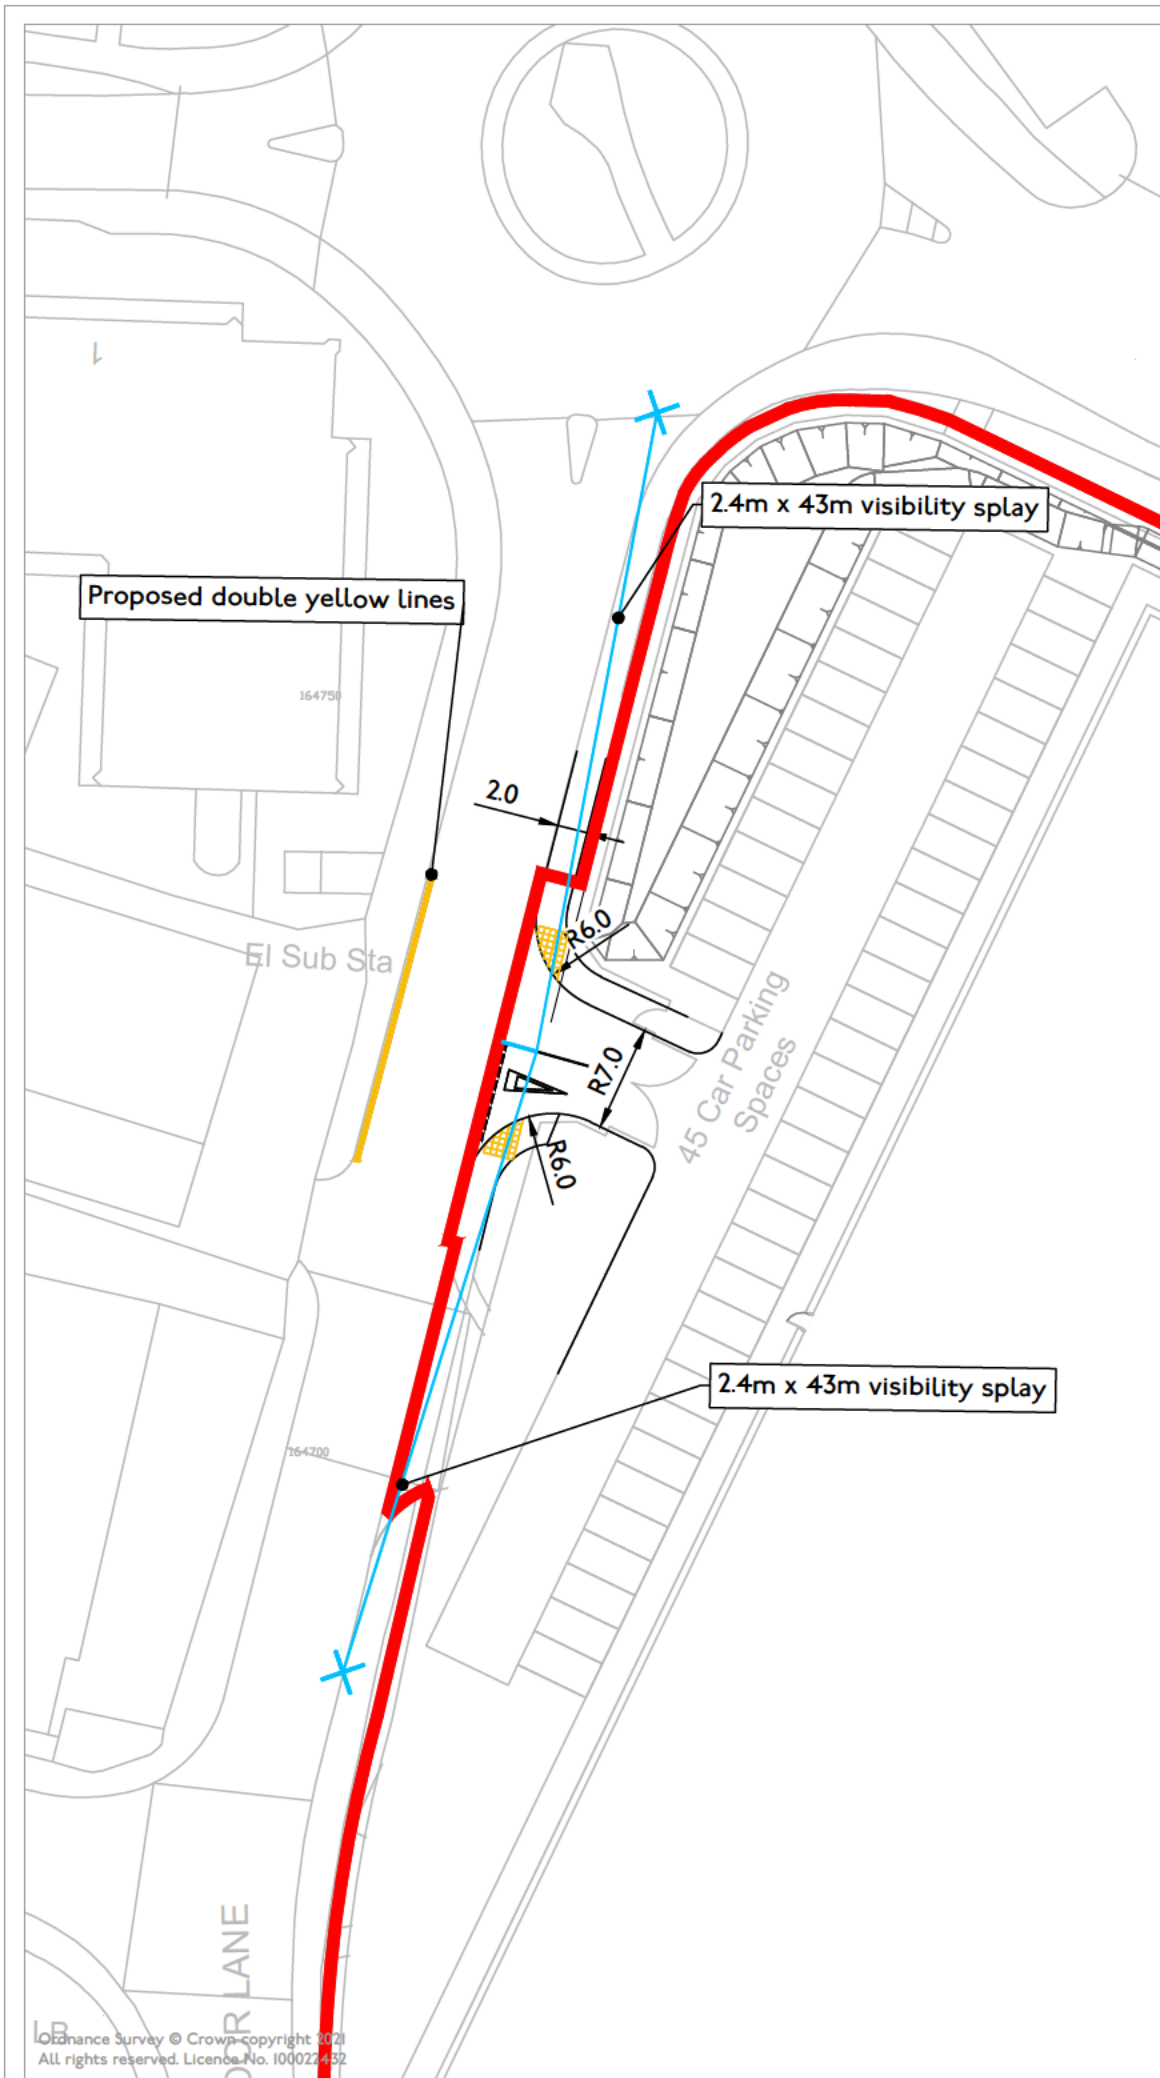 1
2.4m x 43m visibility splay
Proposed double yellow lines
164750
2.0
R6.0
El Sub Sta
R7.0
45 Car Parking
Spaces
R6.0
2.4m x 43m visibility splay
164700
LANE
LB
Ordnance Survey © Crown copyright 2021
All rights reserved. Licence No. 100022432